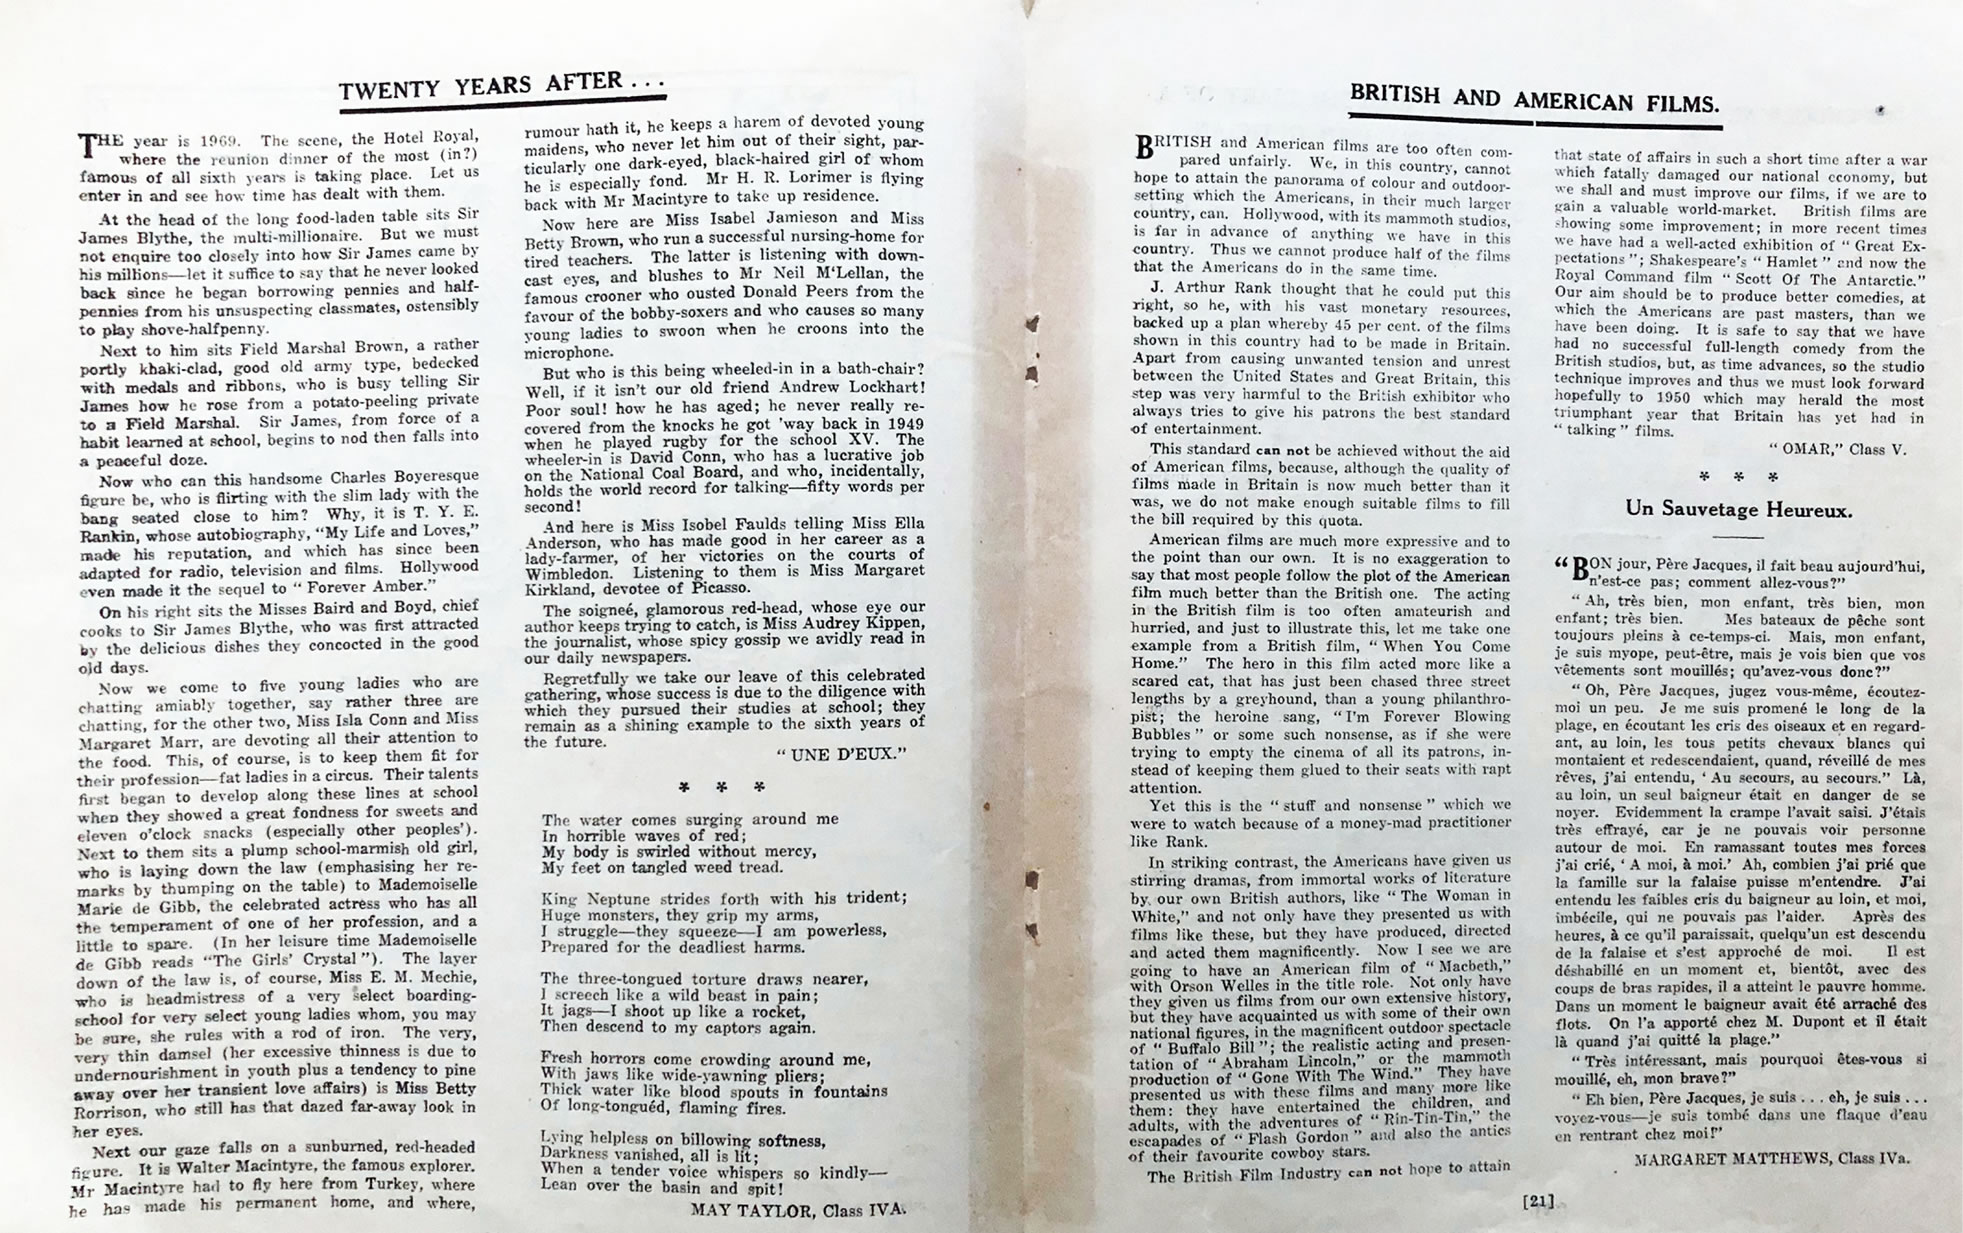 TWENTY YEARS AFTER . . .
THE year is 1969. The scene, the Hotel Royal,
where the reunion dinner of the most (in?)
famous of all sixth years is taking place. Let us
enter in and see how time has dealt with them.
At the head of the long food-laden table sits Sir
James Blythe, the multi-millionaire. But we must
not enquire too closely into how Sir James came by
his millions—let it suffice to say that he never looked
back since he began borrowing pennies and half-
pennies from his unsuspecting classmates, ostensibly
to play shove-halfpenny.
Next to him sits Field Marshal Brown, a rather
portly khaki-clad, good old army type, bedecked
with medals and ribbons, who is busy telling Sir
James how he rose from a potato-peeling private
to a Field Marshal. Sir James, from force of a
habit learned at school, begins to nod then falls into
a peaceful doze.
Now who can this handsome Charles Boyeresque
figure be, who is flirting with the slim lady with the
bang seated close to him? Why, it is T. Y. E.
Rankin, whose autobiography, "My Life and Loves,"
made his reputation, and which has since been
adapted for radio, television and films. Hollywood
even made it the sequel to " Forever Amber."
On his right sits the Misses Baird and Boyd, chief
cooks to Sir James Blythe, who was first attracted
by the delicious dishes they concocted in the good
old days.
Now we come to five young ladies who are
chatting amiably together, say rather three are
chatting, for the other two, Miss Isla Conn and Miss
Margaret Marr, are devoting all their attention to
the food. This, of course, is to keep them fit for
their profession—fat ladies in a circus. Their talents
first began to develop along these lines at school
when they showed a great fondness for sweets and
eleven o'clock snacks (especially other peoples').
Next to them sits a plump school-marmish old girl,
who is laying down the law (emphasising her re-
marks by thumping on the table) to Mademoiselle
Marie de Gibb, the celebrated actress who has all
the temperament of one of her profession, and a
little to spare. (In her leisure time Mademoiselle
de Gibb reads "The Girls' Crystal"). The layer
down of the law is, of course, Miss E. M. Mechie,
who is headmistress of a very select boarding-
school for very select young ladies whom, you may
be sure, she rules with a rod of iron. The very,
very thin damsel (her excessive thinness is due to
undernourishment in youth plus a tendency to pine
away over her transient love affairs) is Miss Betty
Rorrison, who still has that dazed far-away look in
her eyes.
Next our gaze falls on a sunburned, red-headed
figure. It is Walter Macintyre, the famous explorer.
Mr Macintyre had to fly here from Turkey, where
he has made his permanent home, and where,
rumour hath it, he keeps a harem of devoted young
maidens, who never let him out of their sight, par-
ticularly one dark-eyed, black-haired girl of whom
he is especially fond. Mr H. R. Lorimer is flying
back with Mr Macintyre to take up residence.
Now here are Miss Isabel Jamieson and Miss
Betty Brown, who run a successful nursing-home for
tired teachers. The latter is listening with down-
cast eyes, and blushes to Mr Neil M'Lellan, the
famous crooner who ousted Donald Peers from the
favour of the bobby-soxers and who causes so many
young ladies to swoon when he croons into the
microphone.
But who is this being wheeled-in in a bath-chair?
Well, if it isn't our old friend Andrew Lockhart!
Poor soul! how he has aged; he never really re-
covered from the knocks he got 'way back in 1949
when he played rugby for the school XV. The
wheeler-in is David Conn, who has a lucrative job
on the National Coal Board, and who, incidentally,
holds the world record for talking—fifty words per
second!
And here is Miss Isobel Faulds telling Miss Ella
Anderson, who has made good in her career as a
lady-farmer, of her victories on the courts of
Wimbledon. Listening to them is Miss Margaret
Kirkland, devotee of Picasso.
The soigneé, glamorous red-head, whose eye our
author keeps trying to catch, is Miss Audrey Kippen,
the journalist, whose spicy gossip we avidly read in
our daily newspapers.
Regretfully we take our leave of this celebrated
gathering, whose success is due to the diligence with
which they pursued their studies at school; they
remain as a shining example to the sixth years of
the future.
" UNE D'EUX."
* * *
The water comes surging around me
In horrible waves of red;
My body is swirled without mercy,
My feet on tangled weed tread.
King Neptune strides forth with his trident;
Huge monsters, they grip my arms,
I struggle—they squeeze—I am powerless,
Prepared for the deadliest harms.
The three-tongued torture draws nearer,
I screech like a wild beast in pain;
It jags—I shoot up like a rocket,
Then descend to my captors again.
Fresh horrors come crowding around me,
With jaws like wide-yawning pliers;
Thick water like blood spouts in fountains
Of long-tonguéd, flaming fires.
Lying helpless on billowing softness,
Darkness vanished, all is lit;
When a tender voice whispers so kindly—
Lean over the basin and spit!
MAY TAYLOR, Class IVA.
BRITISH AND AMERICAN FILMS.
BRITISH and American films are too often com-
pared unfairly. We, in this country, cannot
hope to attain the panorama of colour and outdoor-
setting which the Americans, in their much larger
country, can. Hollywood, with its mammoth studios,
is far in advance of anything we have in this
country. Thus we cannot produce half of the films
that the Americans do in the same time.
J. Arthur Rank thought that he could put this
right, so he, with his vast monetary resources,
backed up a plan whereby 45 per cent. of the films
shown in this country had to be made in Britain.
Apart from causing unwanted tension and unrest
between the United States and Great Britain, this
step was very harmful to the British exhibitor who
always tries to give his patrons the best standard
of entertainment.
This standard can not be achieved without the aid
of American films, because, although the quality of
films made in Britain is now much better than it
was, we do not make enough suitable films to fill
the bill required by this quota.
American films are much more expressive and to
the point than our own. It is no exaggeration to
say that most people follow the plot of the American
film much better than the British one. The acting
in the British film is too often amateurish and
hurried, and just to illustrate this, let me take one
example from a British film, " When You Come
Home." The hero in this film acted more like a
scared cat, that has just been chased three street
lengths by a greyhound, than a young philanthro-
pist; the heroine sang, "I'm Forever Blowing
Bubbles" or some such nonsense, as if she were
trying to empty the cinema of all its patrons, in-
stead of keeping them glued to their seats with rapt
attention.
Yet this is the " stuff and nonsense " which we
were to watch because of a money-mad practitioner
like Rank.
In striking contrast, the Americans have given us
stirring dramas, from immortal works of literature
by our own British authors, like " The Woman in
White," and not only have they presented us with
films like these, but they have produced, directed
and acted them magnificently. Now I see we are
going to have an American film of " Macbeth,"
with Orson Welles in the title role. Not only have
they given us films from our own extensive history,
but they have acquainted us with some of their own
national figures, in the magnificent outdoor spectacle
of " Buffalo Bill"; the realistic acting and presen-
tation of " Abraham Lincoln," or the mammoth
production of " Gone With The Wind." They have
presented us with these films and many more like
them: they have entertained the children, and
adults, with the adventures of " Rin-Tin-Tin," the
escapades of " Flash Gordon " and also the antics
of their favourite cowboy stars.
The British Film Industry can not hope to attain
that state of affairs in such a short time after a war
which fatally damaged our national economy, but
we shall and must improve our films, if we are to
gain a valuable world-market. British films are
showing some improvement; in more recent times
we have had a well-acted exhibition of " Great Ex-
pectations"; Shakespeare's " Hamlet " and now the
Royal Command film " Scott Of The Antarctic."
Our aim should be to produce better comedies, at
which the Americans are past masters, than we
have been doing. It is safe to say that we have
had no successful full-length comedy from the
British studios, but, as time advances, so the studio
technique improves and thus we must look forward
hopefully to 1950 which may herald the most
triumphant year that Britain has yet had in
" talking " films.
" OMAR," Class V.
* * *
Un Sauvetage Heureux.
" BON jour, Père Jacques, il fait beau aujourd'hui,
n'est-ce pas; comment allez-vous?"
" Ah, très bien, mon enfant, très bien, mon
enfant; très bien. Mes bateaux de pêche sont
toujours pleins à ce-temps-ci. Mais, mon enfant,
je suis myope, peut-être, mais je vois bien que vos
vêtements sont mouillés; qu'avez-vous donc?"
" Oh, Père Jacques, jugez vous-même, écoutez-
moi un peu. Je me suis promené le long de la
plage, en écoutant les cris des oiseaux et en regard-
ant, au loin, les tous petits chevaux blancs qui
montaient et redescendaient, quand, réveillé de mes
rêves, j'ai entendu, ' Au secours, au secours." Là,
au loin, un seul baigneur était en danger de se
noyer. Evidemment la crampe l'avait saisi. J'étais
très effrayé, car je ne pouvais voir personne
autour de moi. En ramassant toutes mes forces
j'ai crié, ' A moi, à moi.' Ah, combien j'ai prié que
la famille sur la falaise puisse m'entendre. J'ai
entendu les faibles cris du baigneur au loin, et moi,
imbécile, qui ne pouvais pas l'aider. Après des
heures, à ce qu'il paraissait, quelqu'un est descendu
de la falaise et s'est approché de moi. Il est
déshabillé en un moment et, bientôt, avec des
coups de bras rapides, il a atteint le pauvre homme.
Dans un moment le baigneur avait été arraché des
flots. On l'a apporté chez M. Dupont et il était
là quand j'ai quitté la plage."
" Très intéressant, mais pourquoi êtes-vous si
mouillé, eh, mon brave?"
" Eh bien, Père Jacques, je suis . . . eh, je suis . . .
voyez-vous—je suis tombé dans une flaque d'eau
en rentrant chez moi!"
MARGARET MATTHEWS, Class IVa.
[21]